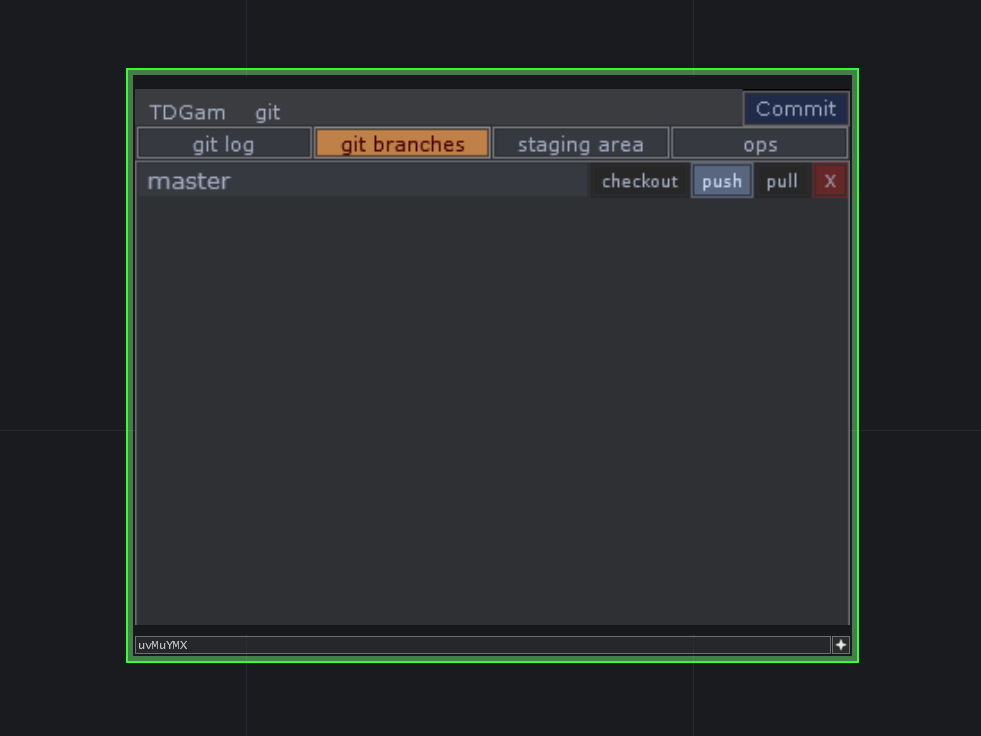 TDGam git Commit
git log git branches staging area ops
master checkout push pull X
uvMuYMX